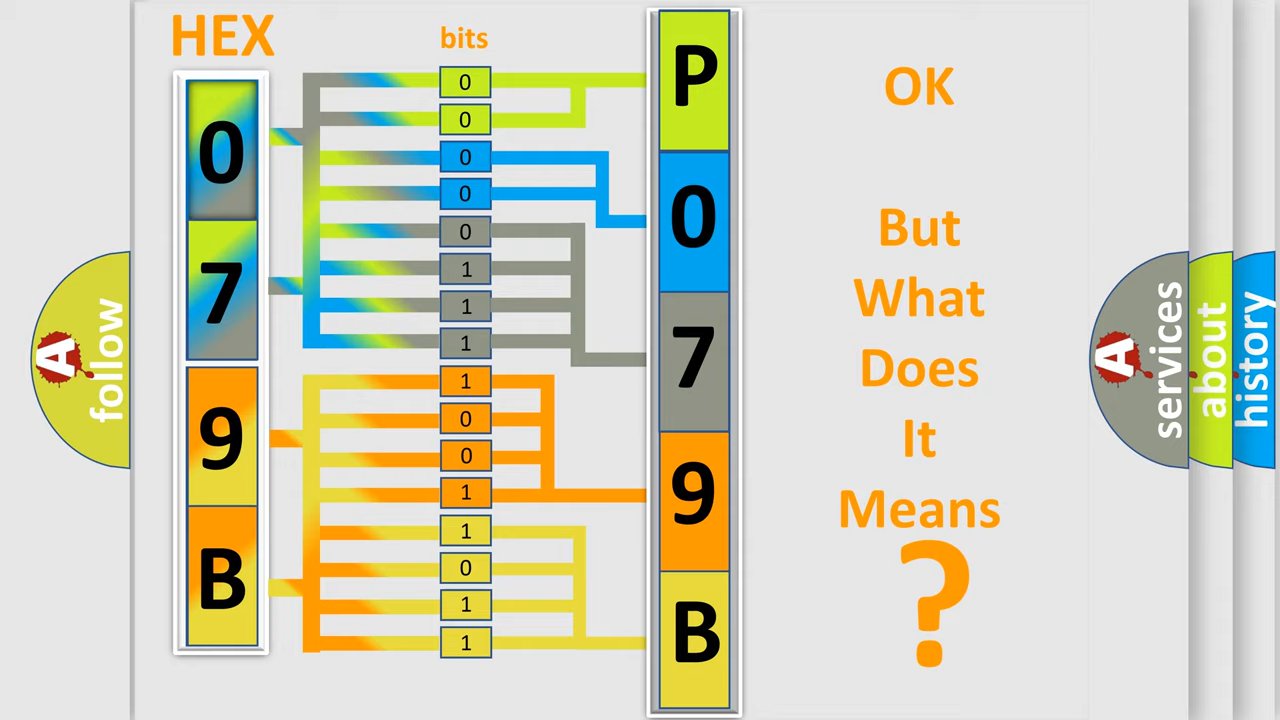 HEX
bits
0
7
9
B
0
0
0
0
0
1
1
1
1
0
0
1
1
0
1
1
P
0
7
9
B
OK
But
What
Does
It
Means
?
A
follow
A
services
about
history